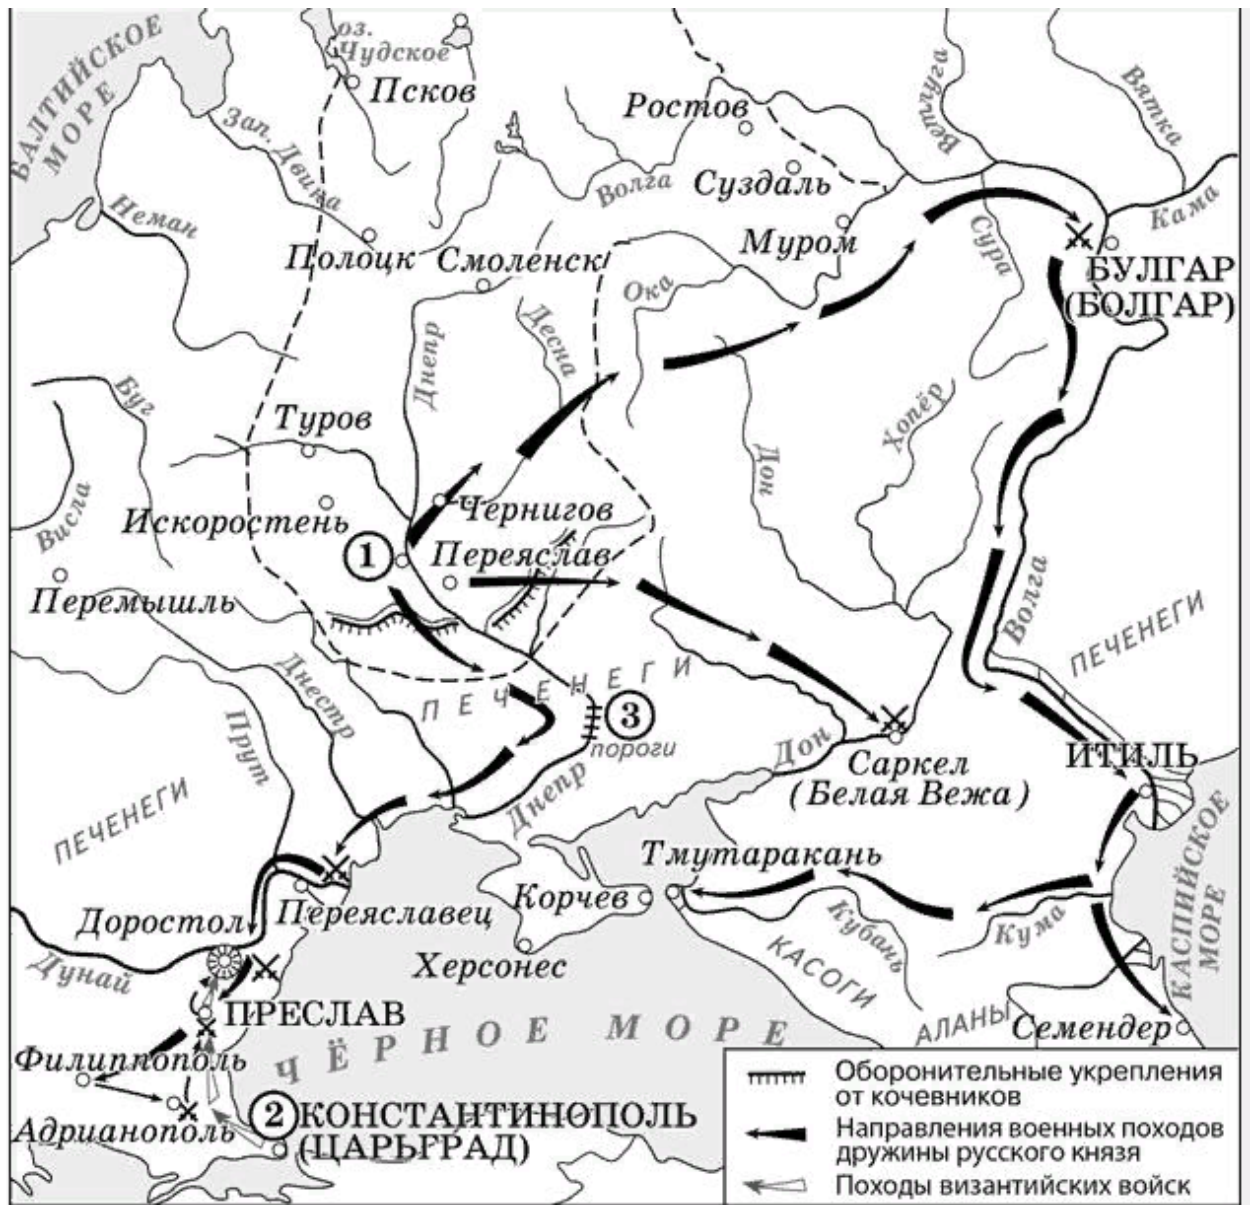 БАЛТИЙСКОЕ
МОРЕ
оз.
Чудское
Псков
Зап. Двина
Ростов
Ветлуга
Вятка
Волга
Суздаль
Неман
Полоцк
Смоленск
Муром
Сура
Кама
БУЛГАР
(БОЛГАР)
Ока
Днепр
Десна
Буг
Туров
Хопёр
Дон
Висла
Искоростень
Чернигов
1
Переяслав
Перемышль
Волга
ПЕЧЕНЕГИ
Днестр
ПЕЧЕНЕГИ
3
пороги
Прут
Дон
ИТИЛЬ
Саркел
(Белая Вежа)
ПЕЧЕНЕГИ
Днепр
Тмутаракань
КАСПИЙСКОЕ
МОРЕ
Корчев
Переяславец
Доростол
Кубань
Кума
Дунай
Херсонес
КАСОГИ
ПРЕСЛАВ
АЛАНЫ
Семендер
ЧЁРНОЕ МОРЕ
Филиппополь
2
КОНСТАНТИНОПОЛЬ
(ЦАРЬГРАД)
Адрианополь
Оборонительные укрепления
от кочевников
Направления военных походов
дружины русского князя
Походы византийских войск